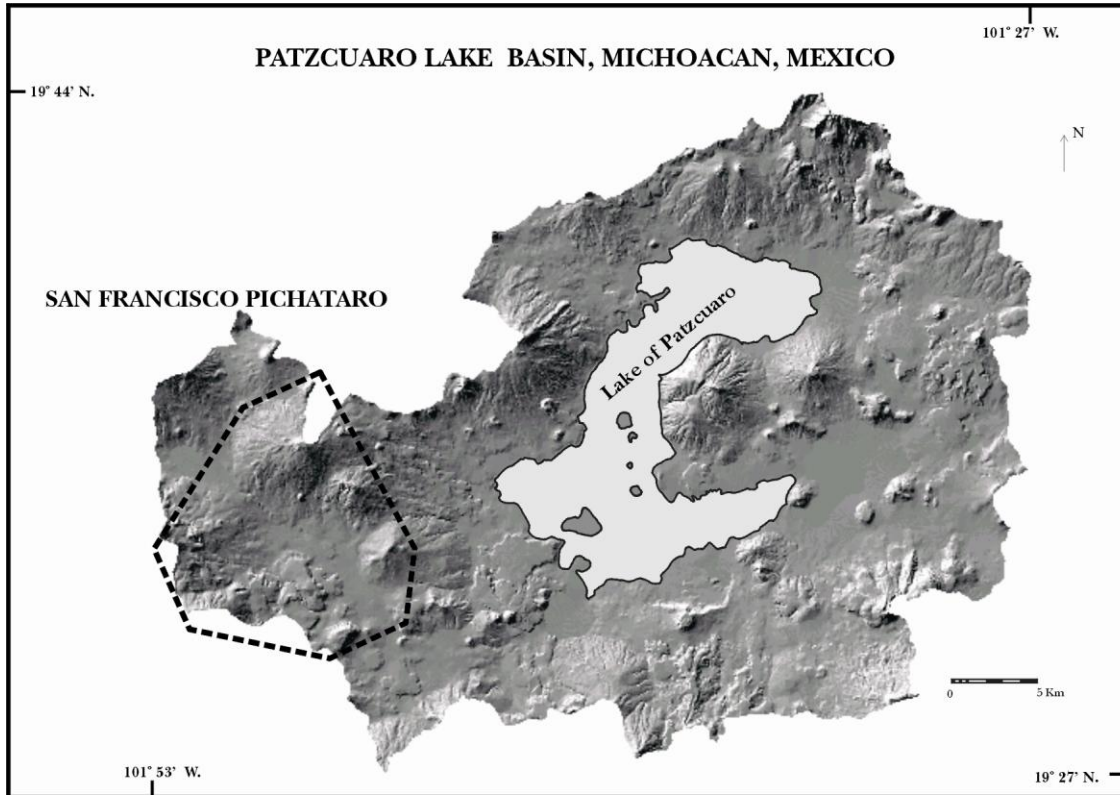 101° 27' W.
PATZCUARO LAKE BASIN, MICHOACAN, MEXICO
19° 44' N.
N
SAN FRANCISCO PICHATARO
Lake of Patzcuaro
0 5 Km
101° 53' W.
19° 27' N.